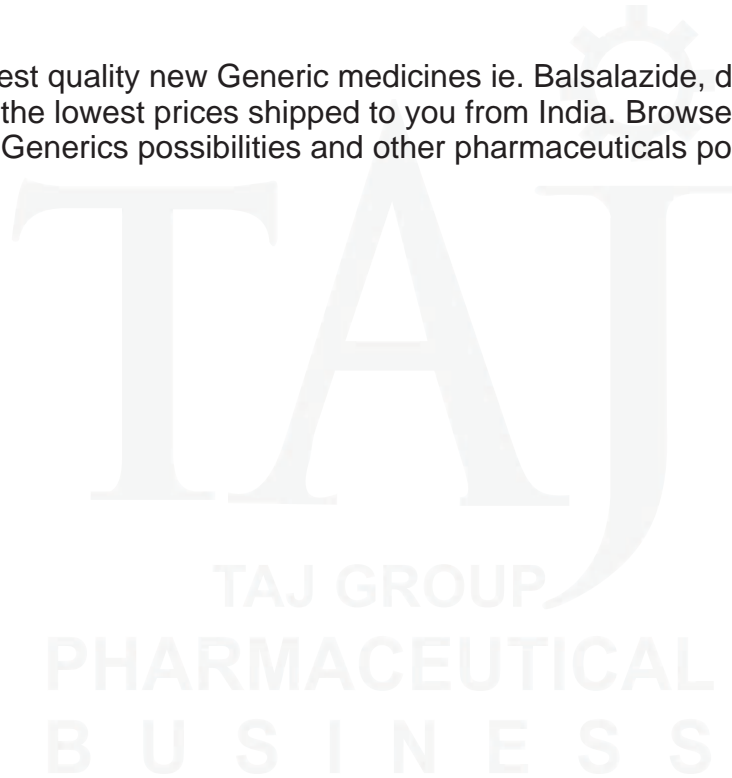 est quality new Generic medicines ie. Balsalazide, d
the lowest prices shipped to you from India. Browse
Generics possibilities and other pharmaceuticals po
TAJ
TAJ GROUP
PHARMACEUTICAL
BUSINESS